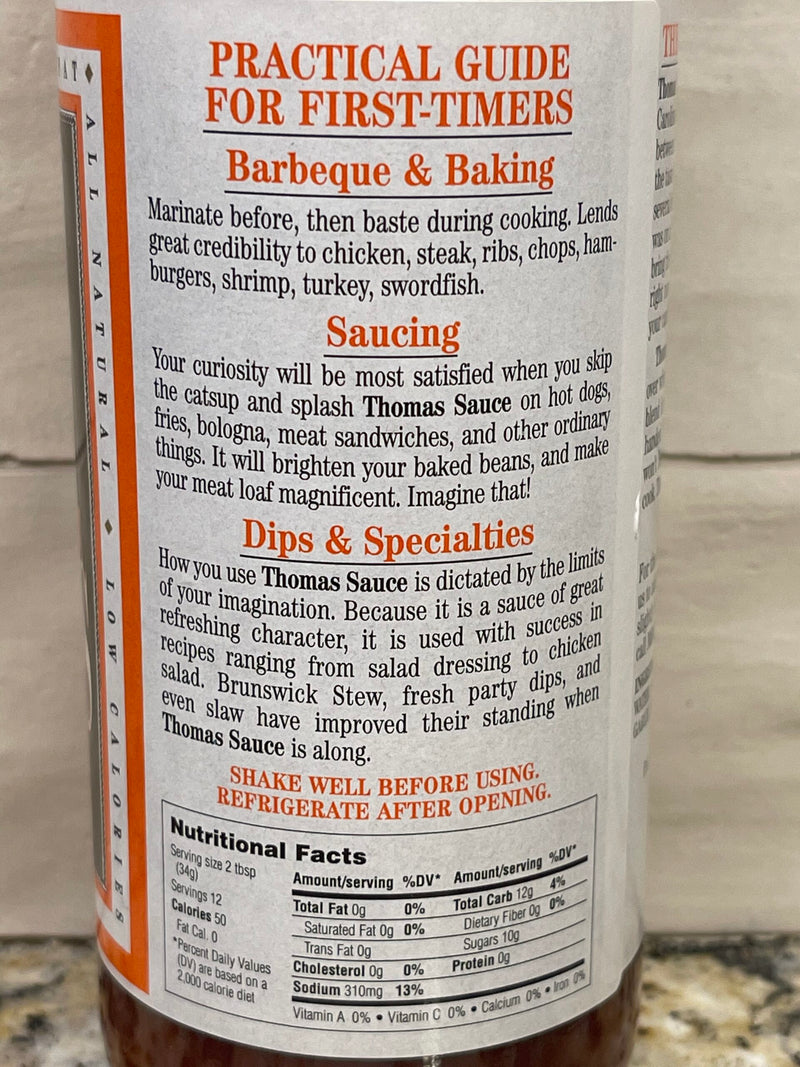 PRACTICAL GUIDE
FOR FIRST-TIMERS
Barbeque & Baking
Marinate before, then baste during cooking. Lends
great credibility to chicken, steak, ribs, chops, ham-
burgers, shrimp, turkey, swordfish.
Saucing
Your curiosity will be most satisfied when you skip
the catsup and splash Thomas Sauce on hot dogs,
fries, bologna, meat sandwiches, and other ordinary
things. It will brighten your baked beans, and make
your meat loaf magnificent. Imagine that!
Dips & Specialties
How you use Thomas Sauce is dictated by the limits
of your imagination. Because it is a sauce of great
refreshing character, it is used with success in
recipes ranging from salad dressing to chicken
salad. Brunswick Stew, fresh party dips, and
even slaw have improved their standing when
Thomas Sauce is along.
SHAKE WELL BEFORE USING.
REFRIGERATE AFTER OPENING.
Nutritional Facts
Serving size 2 tbsp
(34g)
Servings 12
Calories 50
Fat Cal. 0
*Percent Daily Values
(DV) are based on a
2,000 calorie diet
Amount/serving %DV* Amount/serving %DV*
Total Fat 0g 0% Total Carb 12g 4%
Saturated Fat 0g 0% Dietary Fiber 0g 0%
Trans Fat 0g Sugars 10g
Cholesterol 0g 0% Protein 0g
Sodium 310mg 13%
Vitamin A 0% • Vitamin C 0% • Calcium 0% • Iron 0%
ALL NATURAL ♦ LOW CALORIES